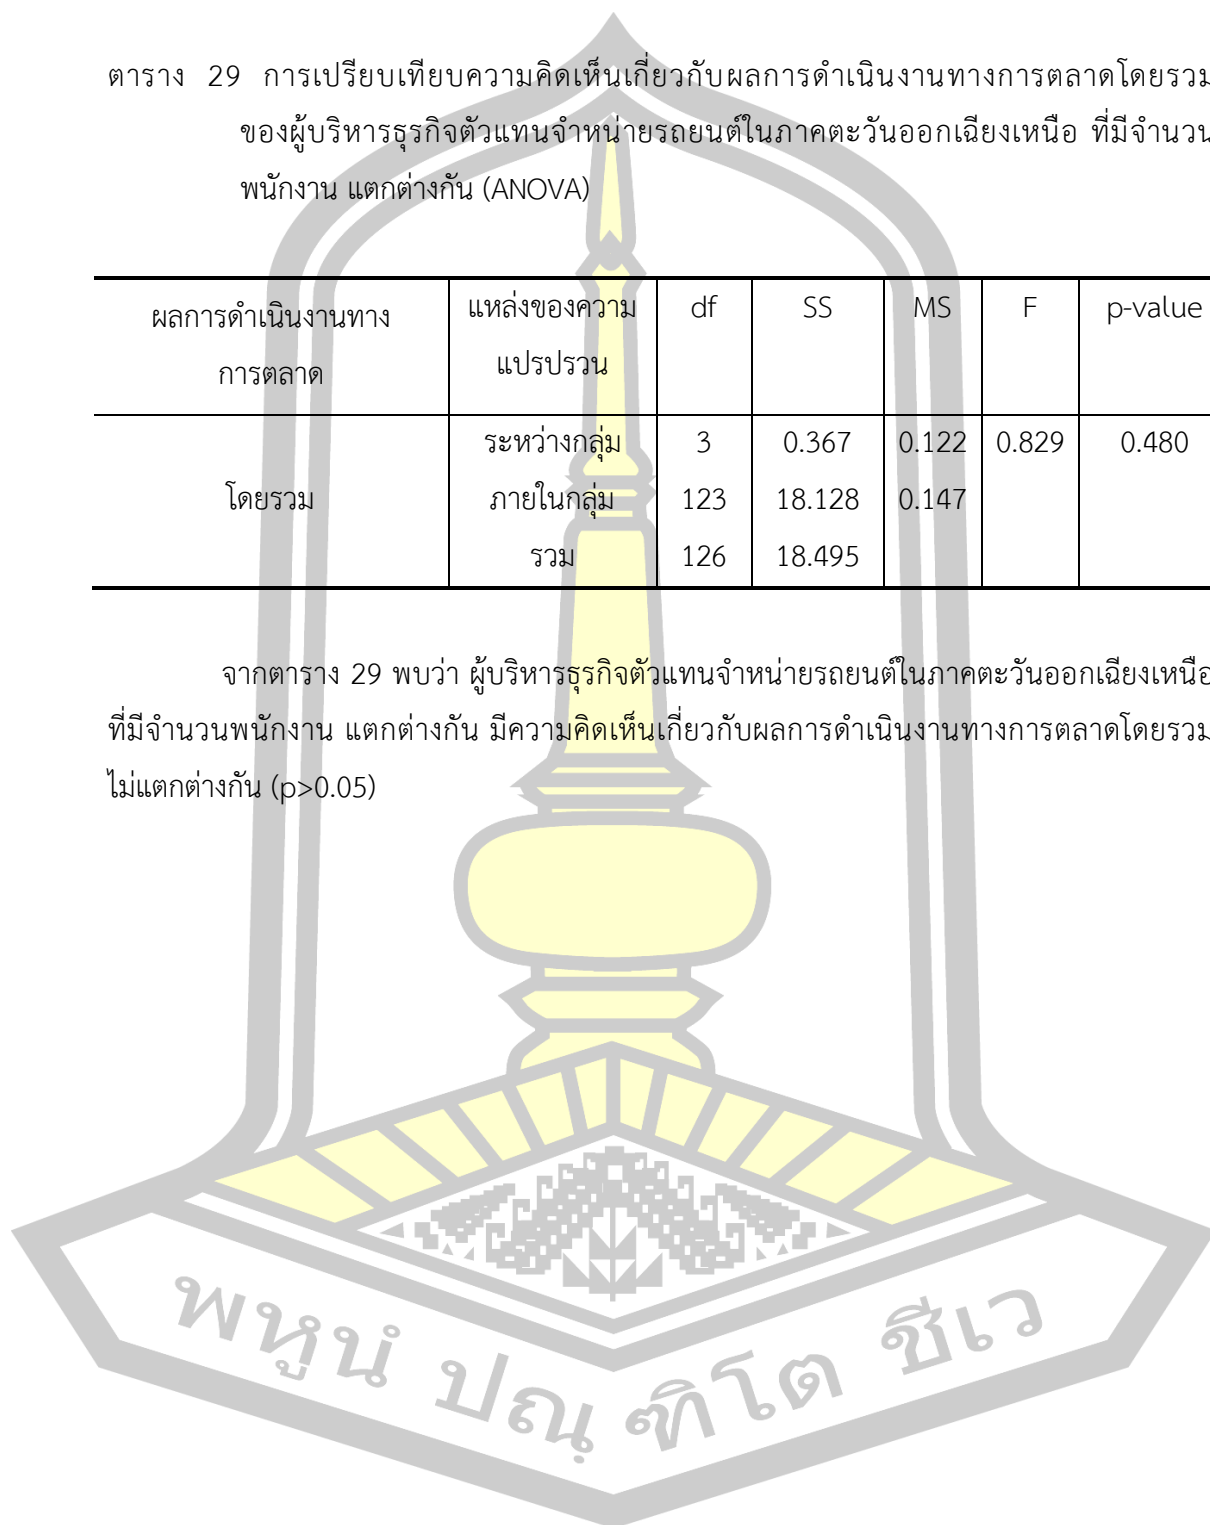 ตาราง 29 การเปรียบเทียบความคิดเห็นเกี่ยวกับผลการดำเนินงานทางการตลาดโดยรวม
ของผู้บริหารธุรกิจตัวแทนจำหน่ายรถยนต์ในภาคตะวันออกเฉียงเหนือ ที่มีจำนวน
พนักงาน แตกต่างกัน (ANOVA)
ผลการดำเนินงานทาง แหล่งของความ df SS MS F p-value
การตลาด แปรปรวน
ระหว่างกลุ่ม 3 0.367 0.122 0.829 0.480
โดยรวม ภายในกลุ่ม 123 18.128 0.147
รวม 126 18.495
จากตาราง 29 พบว่า ผู้บริหารธุรกิจตัวแทนจำหน่ายรถยนต์ในภาคตะวันออกเฉียงเหนือ
ที่มีจำนวนพนักงาน แตกต่างกัน มีความคิดเห็นเกี่ยวกับผลการดำเนินงานทางการตลาดโดยรวม
ไม่แตกต่างกัน (p>0.05)
พหูนํ ปณฺฑิโต ชีเว